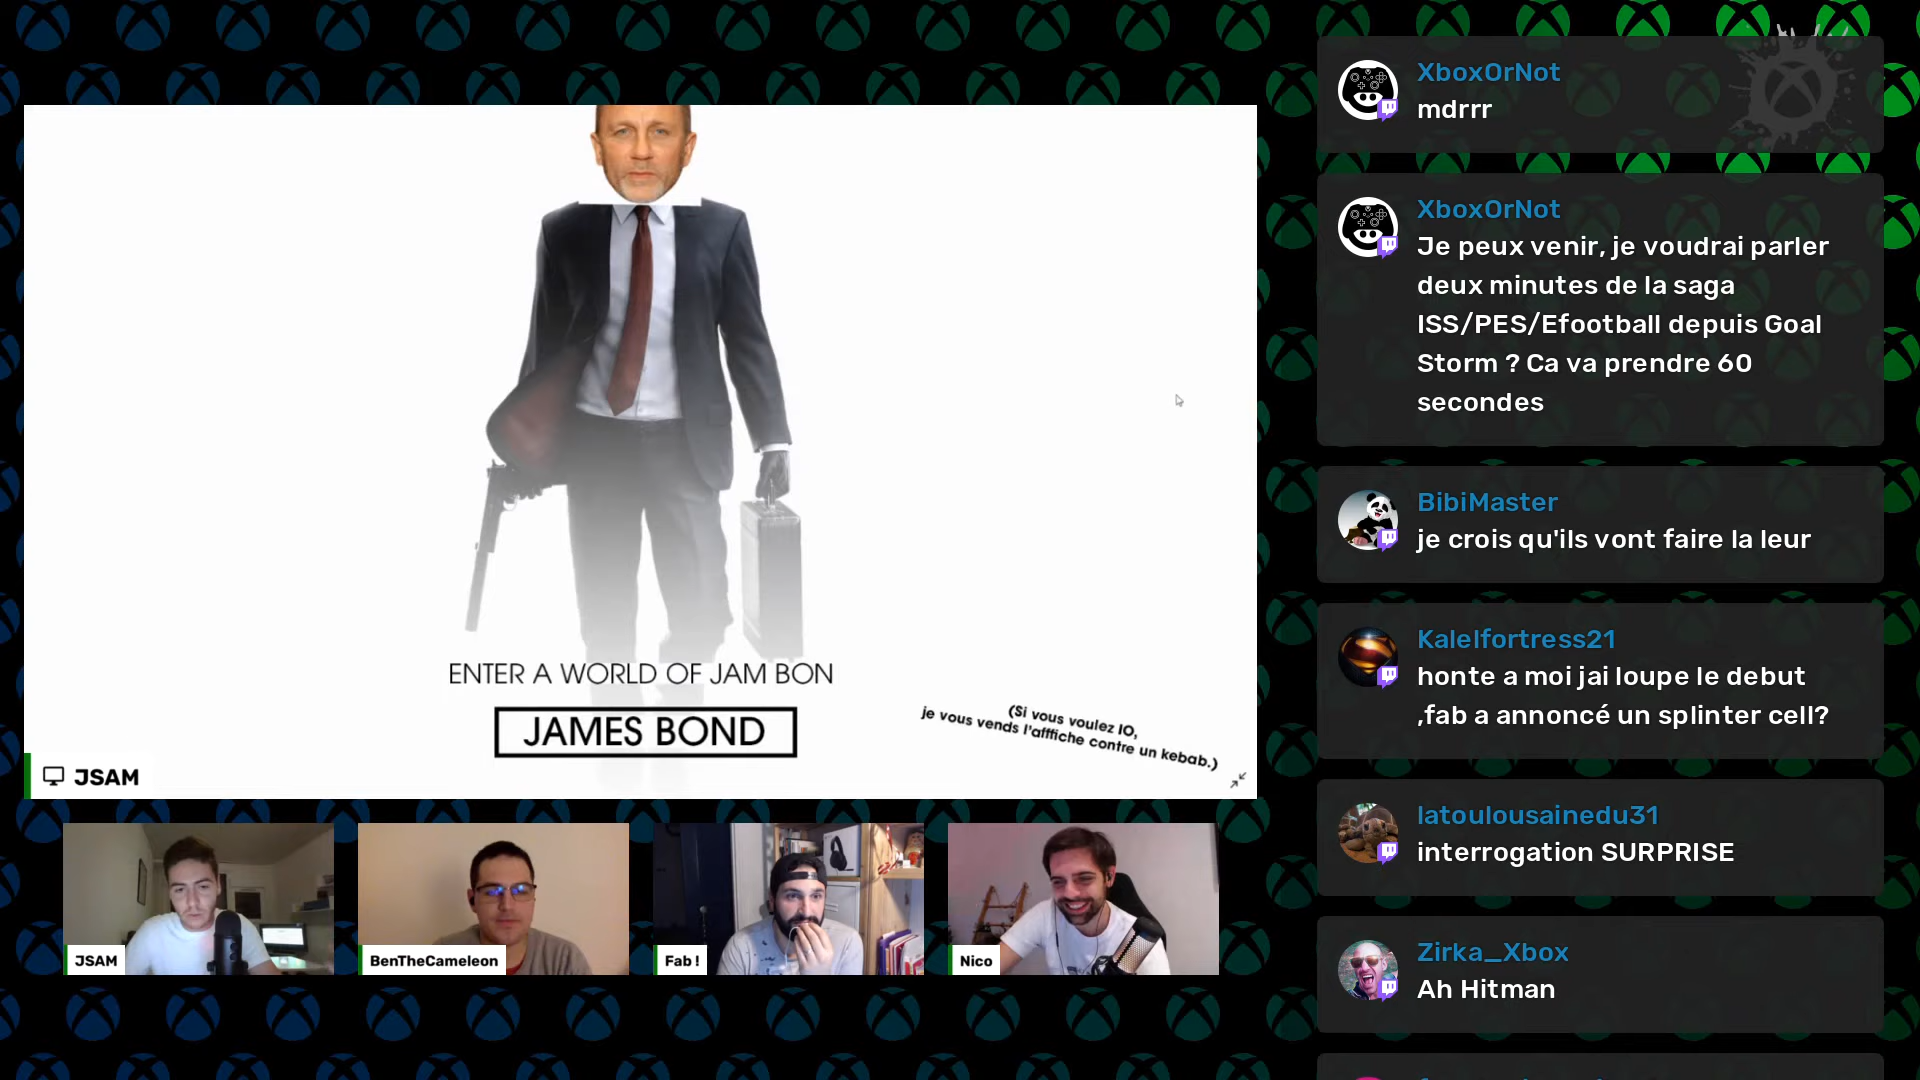 ENTER A WORLD OF JAM BON
JAMES BOND
(Si vous voulez IO,
je vous vends l'afffiche contre un kebab.)
JSAM
JSAM
BenTheCameleon
Fab !
Nico
XboxOrNot
mdrrr
XboxOrNot
Je peux venir, je voudrai parler
deux minutes de la saga
ISS/PES/Efootball depuis Goal
Storm ? Ca va prendre 60
secondes
BibiMaster
je crois qu'ils vont faire la leur
Kalelfortress21
honte a moi jai loupe le debut
,fab a annoncé un splinter cell?
latoulousainedu31
interrogation SURPRISE
Zirka_Xbox
Ah Hitman